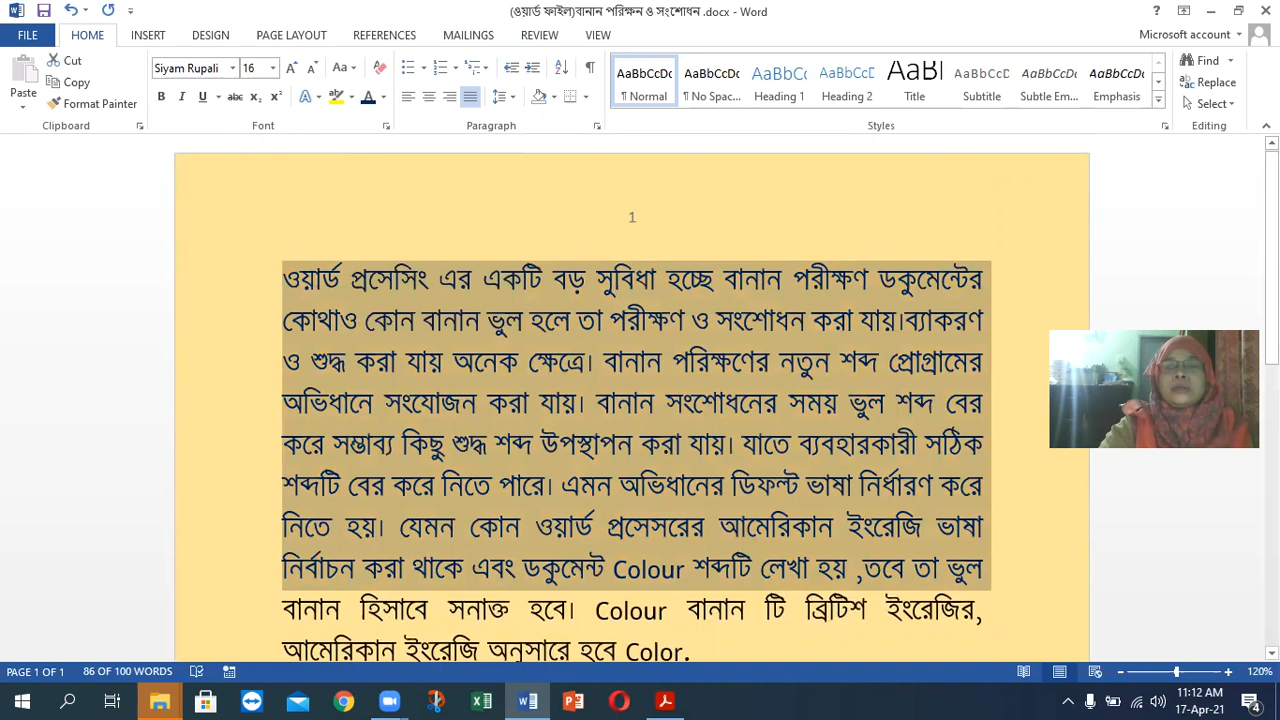 (ওয়ার্ড ফাইল)বানান পরিক্ষন ও সংশোধন .docx - Word
FILE HOME INSERT DESIGN PAGE LAYOUT REFERENCES MAILINGS REVIEW VIEW Microsoft account
Paste Cut Copy Format Painter
Clipboard
Siyam Rupali 16
Font
Paragraph
AaBbCcDc AaBbCcDc AaBbCc AaBbCcC AaBl AaBbCcD AaBbCcDc AaBbCcDc
¶ Normal ¶ No Spac... Heading 1 Heading 2 Title Subtitle Subtle Em... Emphasis
Styles
Find
Replace
Select
Editing
1
ওয়ার্ড প্রসেসিং এর একটি বড় সুবিধা হচ্ছে বানান পরীক্ষণ ডকুমেন্টের
কোথাও কোন বানান ভুল হলে তা পরীক্ষণ ও সংশোধন করা যায়।ব্যাকরণ
ও শুদ্ধ করা যায় অনেক ক্ষেত্রে। বানান পরিক্ষণের নতুন শব্দ প্রোগ্রামের
অভিধানে সংযোজন করা যায়। বানান সংশোধনের সময় ভুল শব্দ বের
করে সম্ভাব্য কিছু শুদ্ধ শব্দ উপস্থাপন করা যায়। যাতে ব্যবহারকারী সঠিক
শব্দটি বের করে নিতে পারে। এমন অভিধানের ডিফল্ট ভাষা নির্ধারণ করে
নিতে হয়। যেমন কোন ওয়ার্ড প্রসেসরের আমেরিকান ইংরেজি ভাষা
নির্বাচন করা থাকে এবং ডকুমেন্ট Colour শব্দটি লেখা হয় ,তবে তা ভুল
বানান হিসাবে সনাক্ত হবে। Colour বানান টি ব্রিটিশ ইংরেজির,
আমেরিকান ইংরেজি অনুসারে হবে Color.
PAGE 1 OF 1 86 OF 100 WORDS 120%
11:12 AM
17-Apr-21
4